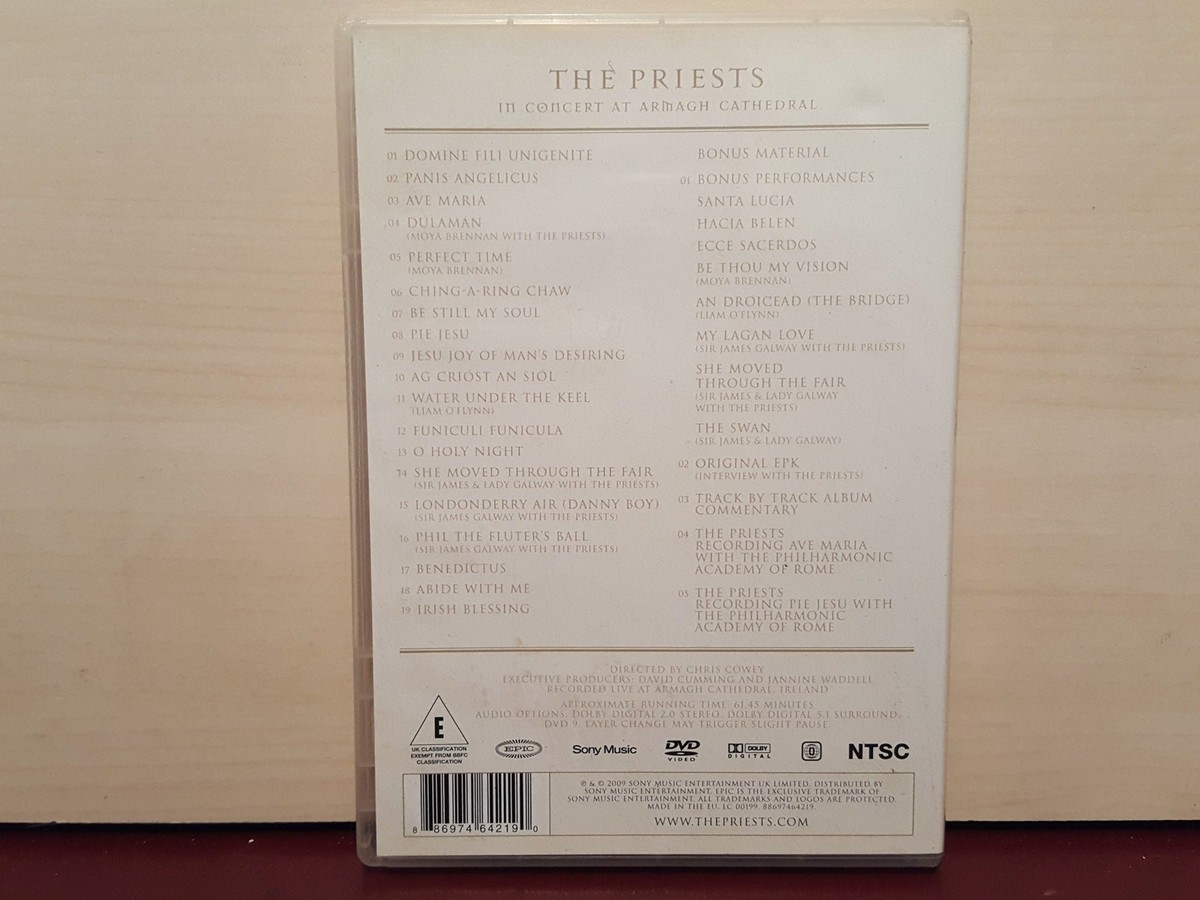 THE PRIESTS
IN CONCERT AT ARMAGH CATHEDRAL
01 DOMINE FILI UNIGENITE
02 PANIS ANGELICUS
03 AVE MARIA
04 DULAMAN
(MOYA BRENNAN WITH THE PRIESTS)
05 PERFECT TIME
(MOYA BRENNAN)
06 CHING-A-RING CHAW
07 BE STILL MY SOUL
08 PIE JESU
09 JESU JOY OF MAN'S DESIRING
10 AG CRIÓST AN SIÓL
11 WATER UNDER THE KEEL
(LIAM O'FLYNN)
12 FUNICULI FUNICULA
13 O HOLY NIGHT
14 SHE MOVED THROUGH THE FAIR
(SIR JAMES & LADY GALWAY WITH THE PRIESTS)
15 LONDONDERRY AIR (DANNY BOY)
(SIR JAMES GALWAY WITH THE PRIESTS)
16 PHIL THE FLUTER'S BALL
(SIR JAMES GALWAY WITH THE PRIESTS)
17 BENEDICTUS
18 ABIDE WITH ME
19 IRISH BLESSING
BONUS MATERIAL
01 BONUS PERFORMANCES
SANTA LUCIA
HACIA BELEN
ECCE SACERDOS
BE THOU MY VISION
(MOYA BRENNAN)
AN DROICEAD (THE BRIDGE)
(LIAM O'FLYNN)
MY LAGAN LOVE
(SIR JAMES GALWAY WITH THE PRIESTS)
SHE MOVED
THROUGH THE FAIR
(SIR JAMES & LADY GALWAY
WITH THE PRIESTS)
THE SWAN
(SIR JAMES & LADY GALWAY)
02 ORIGINAL EPK
(INTERVIEW WITH THE PRIESTS)
03 TRACK BY TRACK ALBUM
COMMENTARY
04 THE PRIESTS
RECORDING AVE MARIA
WITH THE PHILHARMONIC
ACADEMY OF ROME
05 THE PRIESTS
RECORDING PIE JESU WITH
THE PHILHARMONIC
ACADEMY OF ROME
DIRECTED BY CHRIS COWEY
EXECUTIVE PRODUCERS: DAVID CUMMING AND JANNINE WADDELL
RECORDED LIVE AT ARMAGH CATHEDRAL, IRELAND
APPROXIMATE RUNNING TIME: 61.45 MINUTES
AUDIO OPTIONS: DOLBY DIGITAL 2.0 STEREO. DOLBY DIGITAL 5.1 SURROUND.
DVD 9. LAYER CHANGE MAY TRIGGER SLIGHT PAUSE.
E
UK CLASSIFICATION
EXEMPT FROM BBFC
CLASSIFICATION
EPIC
Sony Music
DVD
VIDEO
DOLBY
DIGITAL
0
NTSC
8 86974 64219 0
℗ & © 2009 SONY MUSIC ENTERTAINMENT UK LIMITED. DISTRIBUTED BY
SONY MUSIC ENTERTAINMENT. EPIC IS THE EXCLUSIVE TRADEMARK OF
SONY MUSIC ENTERTAINMENT. ALL TRADEMARKS AND LOGOS ARE PROTECTED.
MADE IN THE EU. LC 00199. 88697464219.
WWW.THEPRIESTS.COM